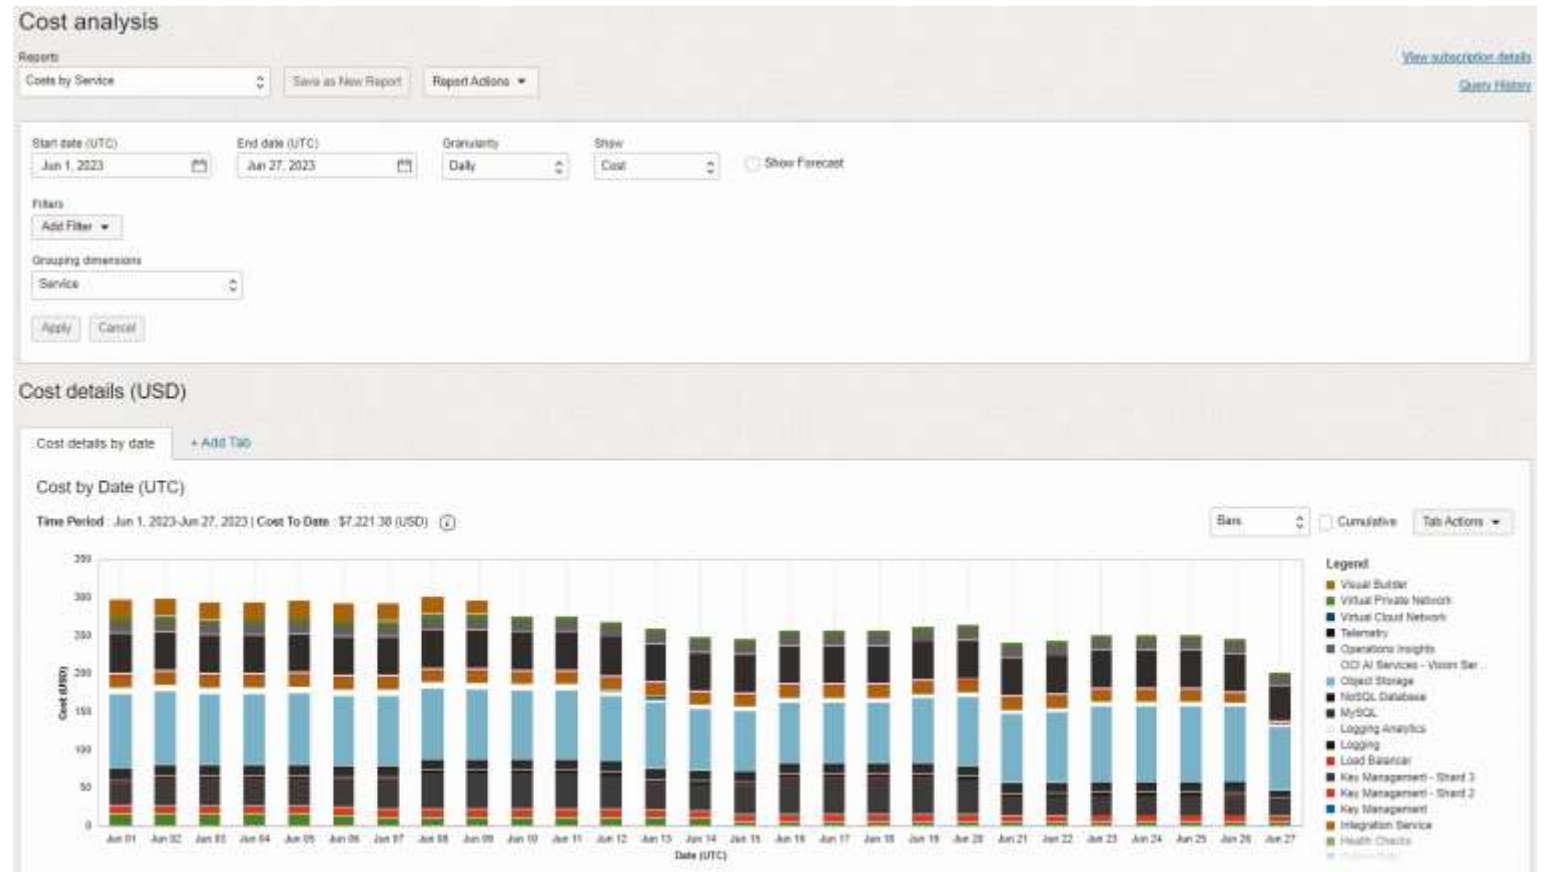 Cost analysis
Reports
Costs by Service
Save as New Report
Report Actions
View subscription details
Query History
Start date (UTC)
End date (UTC)
Granularity
Show
Jun 1, 2023
Jun 27, 2023
Daily
Cost
Show Forecast
Filters
Add Filter
Grouping dimensions
Service
Apply
Cancel
Cost details (USD)
Cost details by date
+ Add Tab
Cost by Date (UTC)
Time Period : Jun 1, 2023-Jun 27, 2023 | Cost To Date : $7,221.38 (USD)
Bars
Cumulative
Tab Actions
350
300
250
200
150
100
50
0
Cost (USD)
Jun 01 Jun 02 Jun 03 Jun 04 Jun 05 Jun 06 Jun 07 Jun 08 Jun 09 Jun 10 Jun 11 Jun 12 Jun 13 Jun 14 Jun 15 Jun 16 Jun 17 Jun 18 Jun 19 Jun 20 Jun 21 Jun 22 Jun 23 Jun 24 Jun 25 Jun 26 Jun 27
Date (UTC)
Legend
Visual Builder
Virtual Private Network
Virtual Cloud Network
Telemetry
Operations Insights
OCI AI Services - Vision Ser...
Object Storage
NoSQL Database
MySQL
Logging Analytics
Logging
Load Balancer
Key Management - Shard 3
Key Management - Shard 2
Key Management
Integration Service
Health Checks